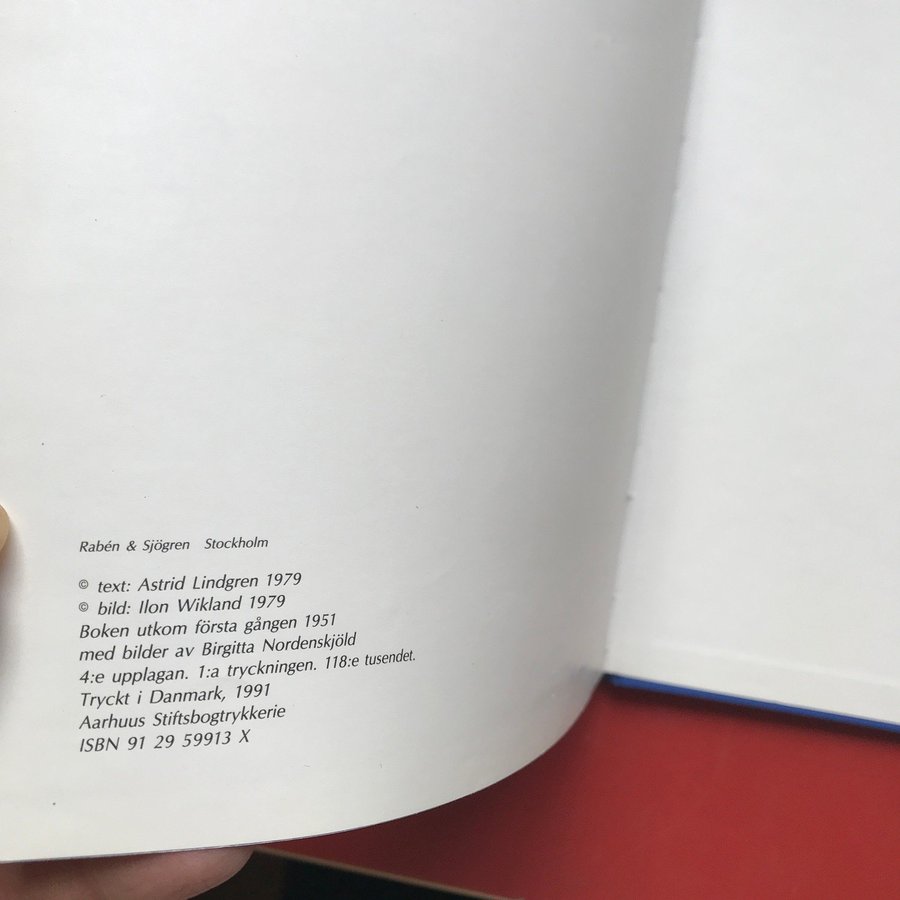 Rabén & Sjögren Stockholm
© text: Astrid Lindgren 1979
© bild: Ilon Wikland 1979
Boken utkom första gången 1951
med bilder av Birgitta Nordenskjöld
4:e upplagan. 1:a tryckningen. 118:e tusendet.
Tryckt i Danmark, 1991
Aarhuus Stiftsbogtrykkerie
ISBN 91 29 59913 X